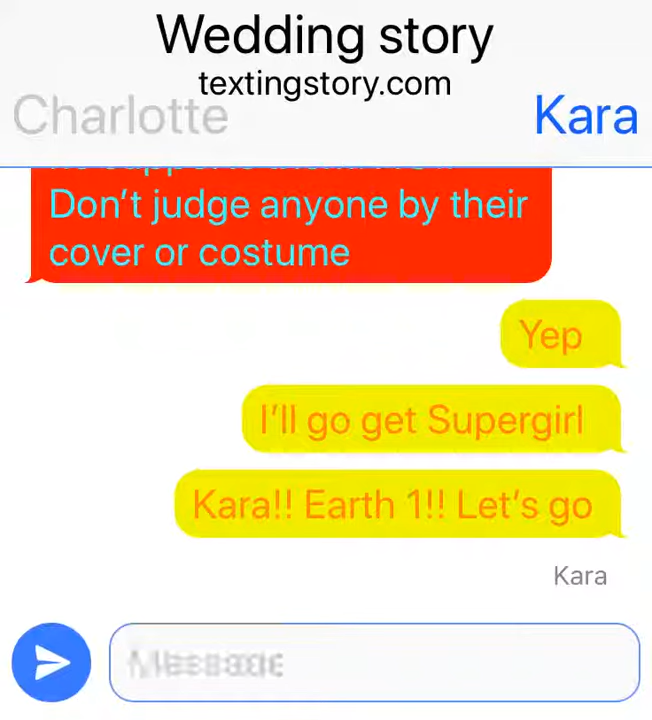 Wedding story
textingstory.com
Charlotte
Kara
Don't judge anyone by their
cover or costume
Yep
I'll go get Supergirl
Kara!! Earth 1!! Let's go
Kara
Message